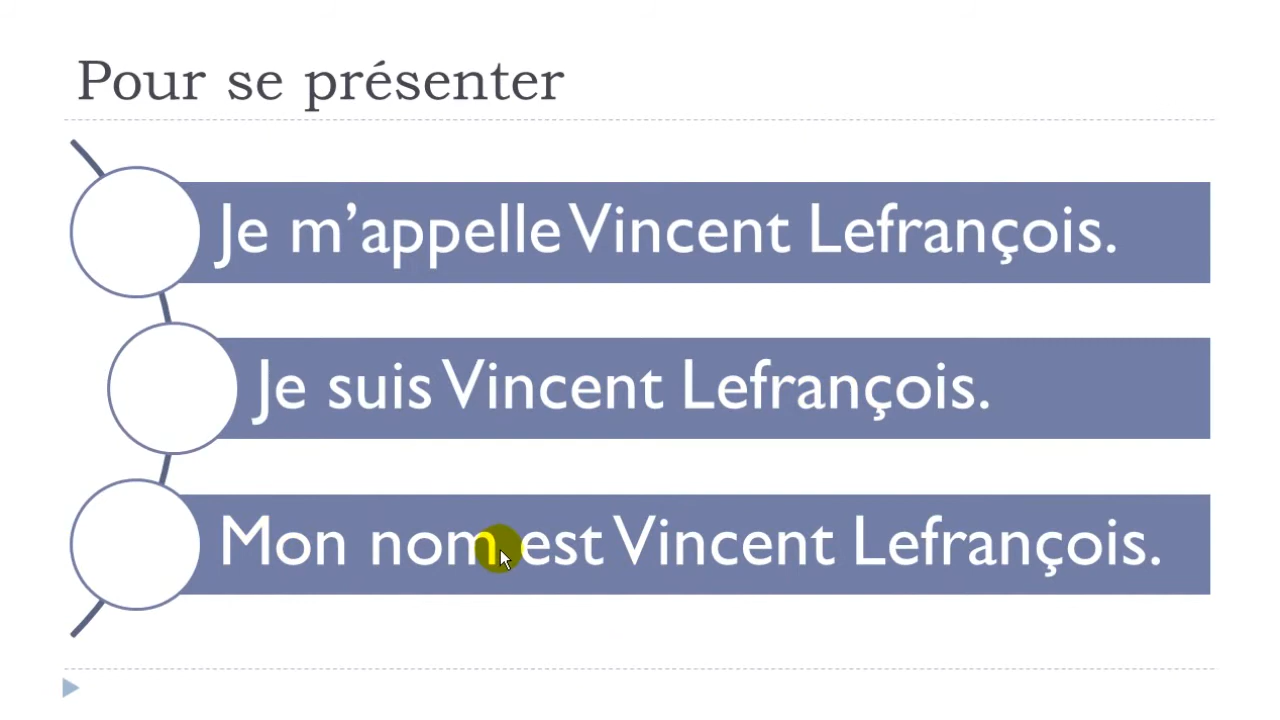 Pour se présenter
Je m’appelle Vincent Lefrançois.
Je suis Vincent Lefrançois.
Mon nom est Vincent Lefrançois.